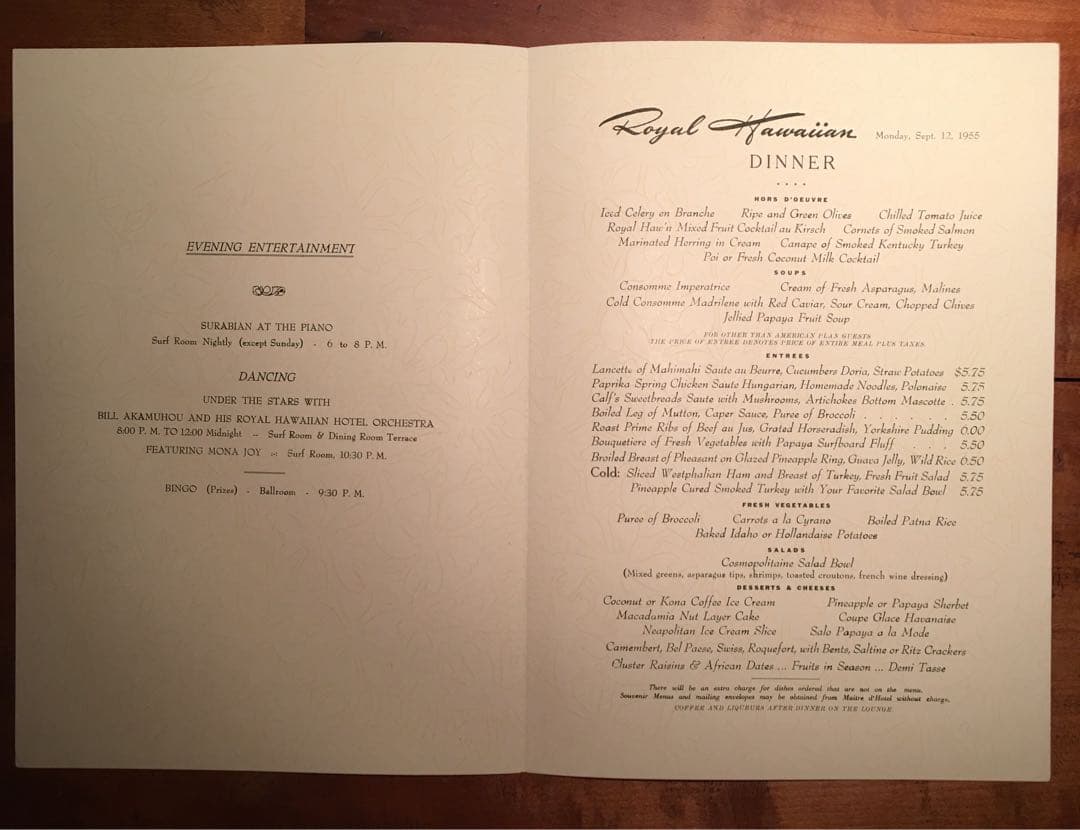 EVENING ENTERTAINMENT
SURABIAN AT THE PIANO
Surf Room Nightly (except Sunday) - 6 to 8 P. M.
DANCING
UNDER THE STARS WITH
BILL AKAMUHOU AND HIS ROYAL HAWAIIAN HOTEL ORCHESTRA
8:00 P. M. TO 12:00 Midnight — Surf Room & Dining Room Terrace
FEATURING MONA JOY — Surf Room, 10:30 P. M.
BINGO (Prizes) - Ballroom - 9:30 P. M.
Royal Hawaiian Monday, Sept. 12, 1955
DINNER
HORS D'OEUVRE
Iced Celery en Branche Ripe and Green Olives Chilled Tomato Juice
Royal Haw'n Mixed Fruit Cocktail au Kirsch Cornets of Smoked Salmon
Marinated Herring in Cream Canape of Smoked Kentucky Turkey
Poi or Fresh Coconut Milk Cocktail
SOUPS
Consomme Imperatrice Cream of Fresh Asparagus, Malines
Cold Consomme Madrilene with Red Caviar, Sour Cream, Chopped Chives
Jellied Papaya Fruit Soup
FOR OTHER THAN AMERICAN PLAN GUESTS
THE PRICE OF ENTREE DENOTES PRICE OF ENTIRE MEAL PLUS TAXES.
ENTREES
Lancette of Mahimahi Saute au Beurre, Cucumbers Doria, Straw Potatoes $5.75
Paprika Spring Chicken Saute Hungarian, Homemade Noodles, Polonaise 5.75
Calf's Sweetbreads Saute with Mushrooms, Artichokes Bottom Mascotte . 5.75
Boiled Leg of Mutton, Caper Sauce, Puree of Broccoli . . . . . . . 5.50
Roast Prime Ribs of Beef au Jus, Grated Horseradish, Yorkshire Pudding 6.00
Bouquetiere of Fresh Vegetables with Papaya Surfboard Fluff . . . 5.50
Broiled Breast of Pheasant on Glazed Pineapple Ring, Guava Jelly, Wild Rice 6.50
Cold: Sliced Westphalian Ham and Breast of Turkey, Fresh Fruit Salad 5.75
Pineapple Cured Smoked Turkey with Your Favorite Salad Bowl 5.75
FRESH VEGETABLES
Puree of Broccoli Carrots a la Cyrano Boiled Patna Rice
Baked Idaho or Hollandaise Potatoes
SALADS
Cosmopolitaine Salad Bowl
(Mixed greens, asparagus tips, shrimps, toasted croutons, french wine dressing)
DESSERTS & CHEESES
Coconut or Kona Coffee Ice Cream Pineapple or Papaya Sherbet
Macadamia Nut Layer Cake Coupe Glace Havanaise
Neapolitan Ice Cream Slice Salo Papaya a la Mode
Camembert, Bel Paese, Swiss, Roquefort, with Bents, Saltine or Ritz Crackers
Cluster Raisins & African Dates ... Fruits in Season ... Demi Tasse
There will be an extra charge for dishes ordered that are not on the menu.
Souvenir Menus and mailing envelopes may be obtained from Maitre d'Hotel without charge.
COFFEE AND LIQUEURS AFTER DINNER ON THE LOUNGE.